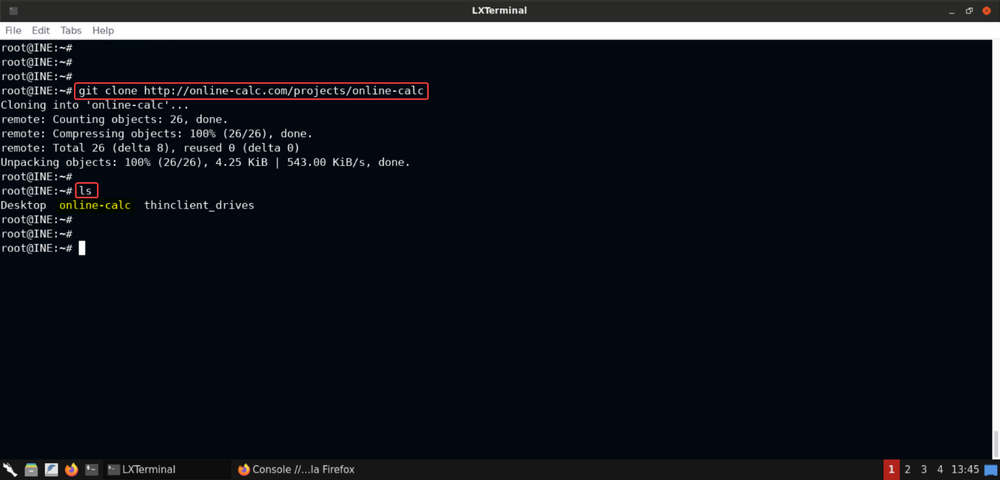 LXTerminal
File Edit Tabs Help
root@INE:~#
root@INE:~#
root@INE:~#
root@INE:~# git clone http://online-calc.com/projects/online-calc
Cloning into 'online-calc'...
remote: Counting objects: 26, done.
remote: Compressing objects: 100% (26/26), done.
remote: Total 26 (delta 8), reused 0 (delta 0)
Unpacking objects: 100% (26/26), 4.25 KiB | 543.00 KiB/s, done.
root@INE:~#
root@INE:~# ls
Desktop online-calc thinclient_drives
root@INE:~#
root@INE:~#
root@INE:~#
LXTerminal Console //...la Firefox 1 2 3 4 13:45